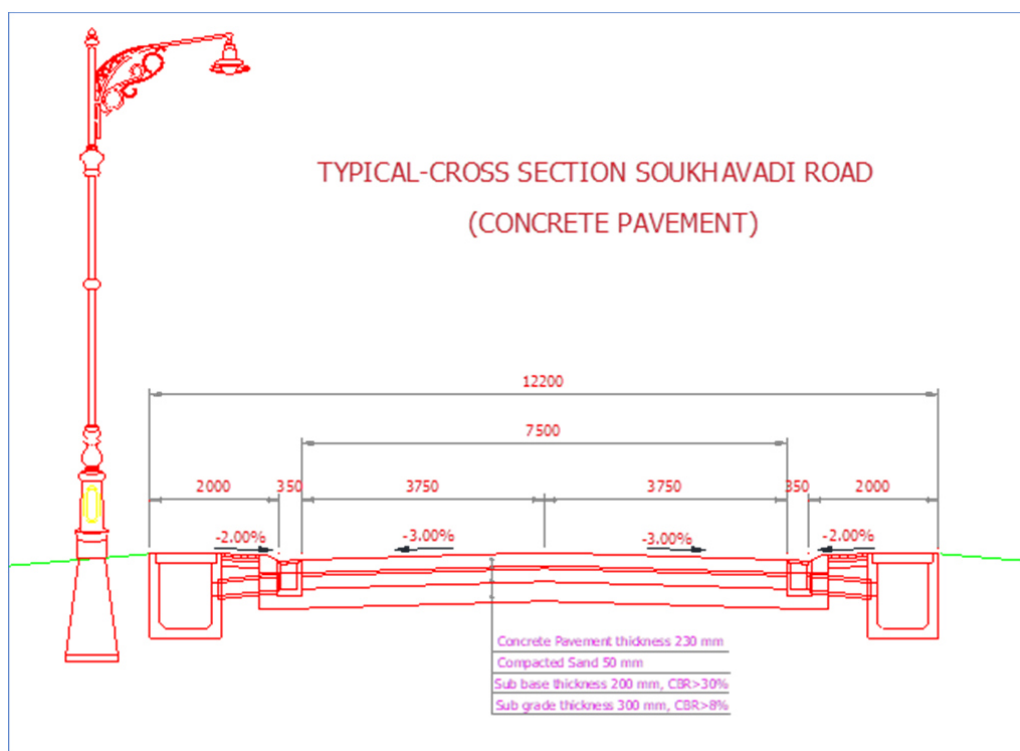 TYPICAL-CROSS SECTION SOUKHAVADI ROAD
(CONCRETE PAVEMENT)
12200
7500
2000 350 3750 3750 350 2000
-2.00% -3.00% -3.00% -2.00%
Concrete Pavement thickness 230 mm
Compacted Sand 50 mm
Sub base thickness 200 mm, CBR>30%
Sub grade thickness 300 mm, CBR>8%